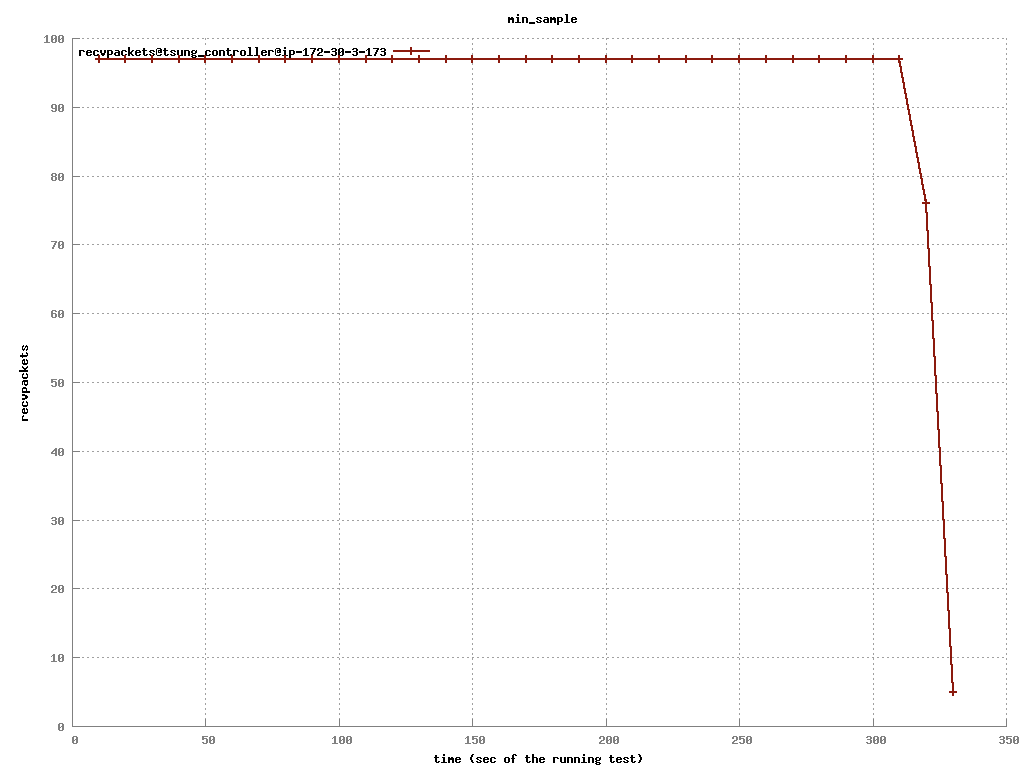 min_sample
100
recvpackets@tsung_controller@ip-172-30-3-173
90
80
70
60
50
40
30
20
10
0
recvpackets
0 50 100 150 200 250 300 350
time (sec of the running test)